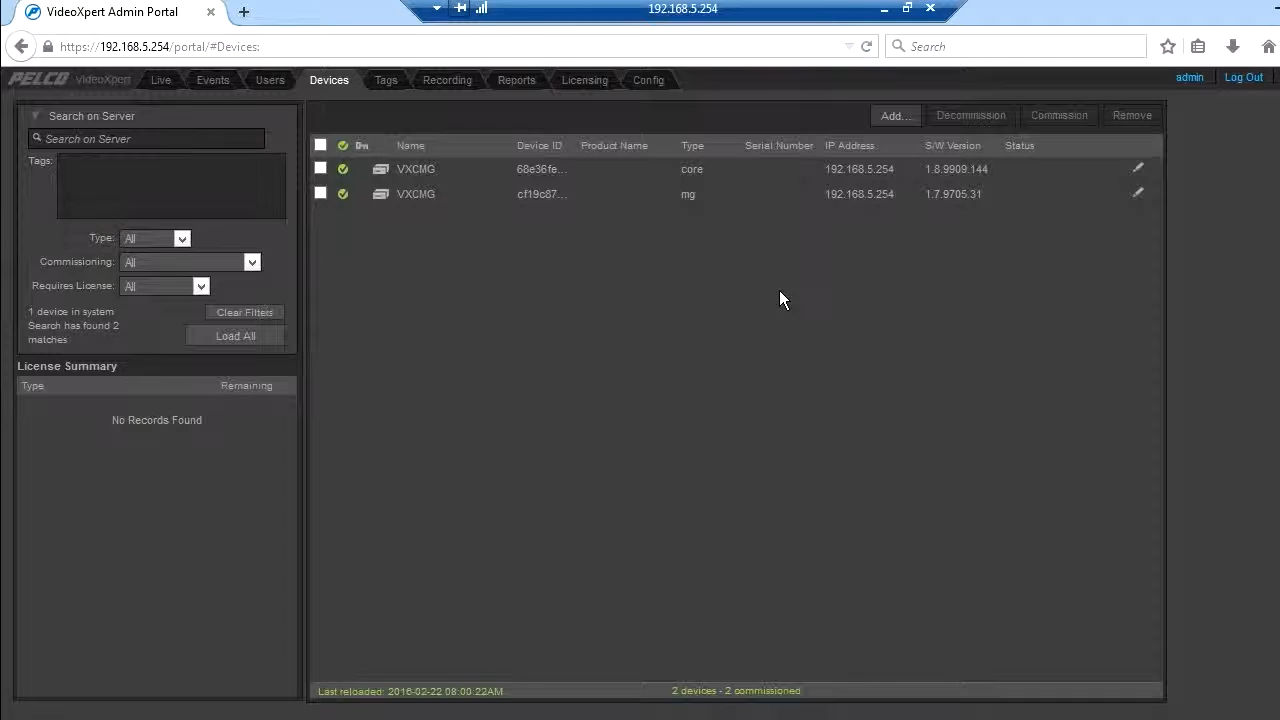 VideoXpert Admin Portal
192.168.5.254
https://192.168.5.254/portal/#Devices:
Search
PELCO VideoXpert Live Events Users Devices Tags Recording Reports Licensing Config admin Log Out
Search on Server
Search on Server
Tags:
Type: All
Commissioning: All
Requires License: All
1 device in system
Search has found 2
matches
Clear Filters
Load All
License Summary
Type Remaining
No Records Found
Add... Decommission Commission Remove
Name Device ID Product Name Type Serial Number IP Address S/W Version Status
VXCMG 68e36fe... core 192.168.5.254 1.8.9909.144
VXCMG cf19c87... mg 192.168.5.254 1.7.9705.31
Last reloaded: 2016-02-22 08:00:22AM 2 devices - 2 commissioned